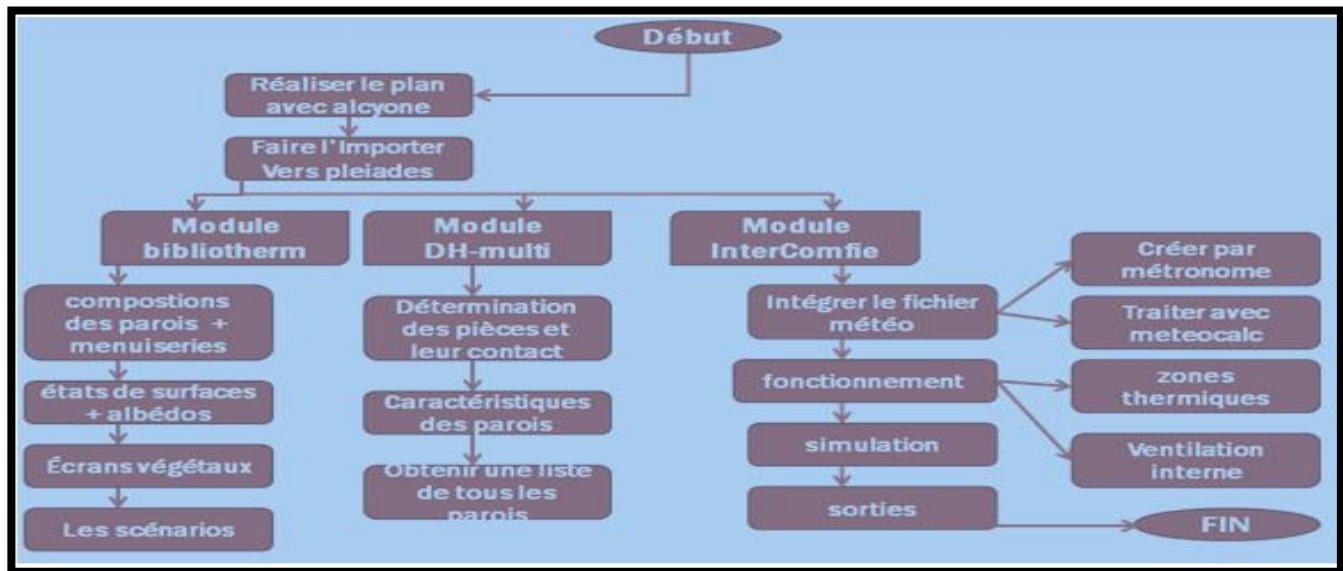 Début
Réaliser le plan
avec alcyone
Faire l'Importer
Vers pleiades
Module
bibliotherm
compostions
des parois +
menuiseries
états de surfaces
+ albédos
Écrans végétaux
Les scénarios
Module
DH-multi
Détermination
des pièces et
leur contact
Caractéristiques
des parois
Obtenir une liste
de tous les
parois
Module
InterComfie
Intégrer le fichier
météo
fonctionnement
simulation
sorties
Créer par
métronome
Traiter avec
meteocalc
zones
thermiques
Ventilation
interne
FIN